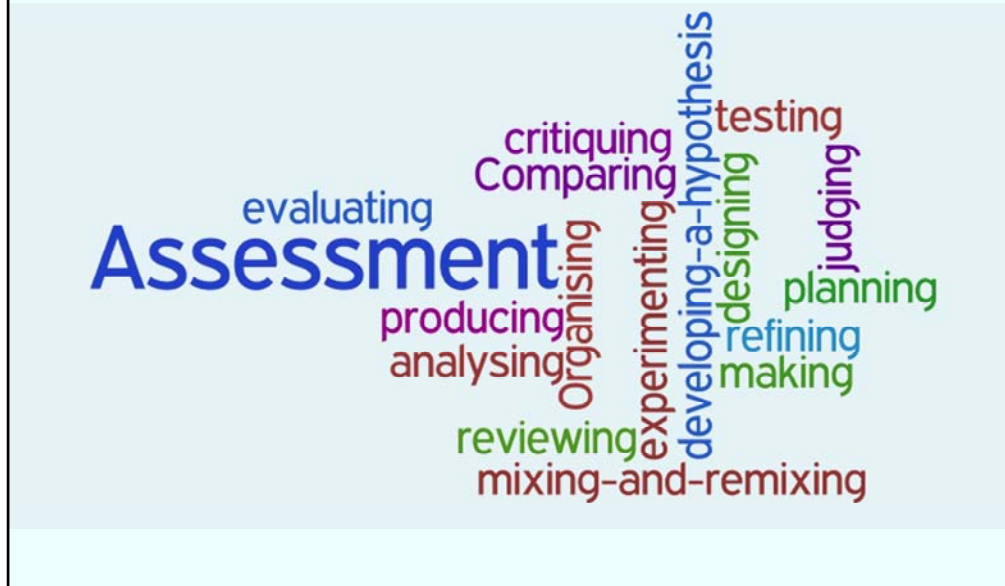 developing-a-hypothesis
testing
critiquing
Comparing
judging
designing
evaluating
Assessment
Organising
experimenting
planning
producing
refining
analysing
making
reviewing
mixing-and-remixing